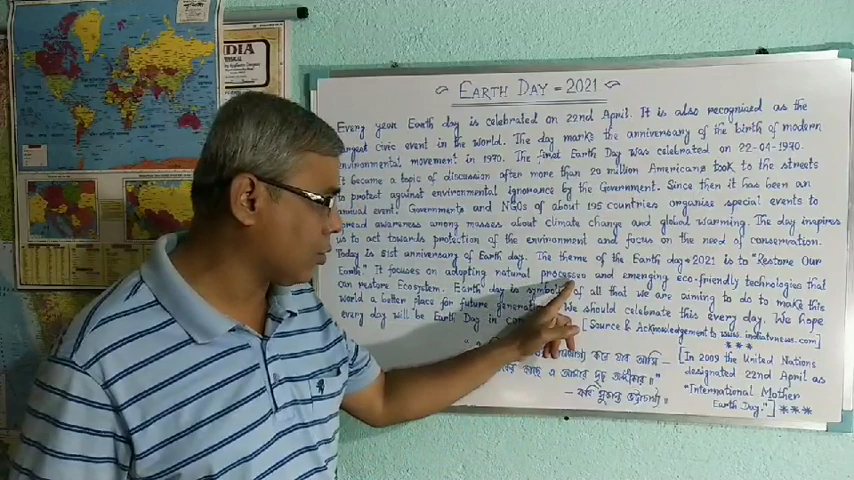 INDIA
EARTH DAY - 2021
Every year Earth day is celebrated on 22nd April. It is also recognised as the
largest civic event in the world. The day marks the anniversary of the birth of modern
environmental movement in 1970. The first Earth Day was celebrated on 22-04-1970.
It became a topic of discussion after more than 20 million Americans took to the streets
to protest against environmental ignorance by the Government. Since then it has been an
annual event. Governments and NGOs of about 195 countries organise special events to
spread awareness among masses about climate change and global warming. The day inspires
us to act towards protection of the environment and focus on the need of conservation.
Today is 51st anniversary of Earth day. The theme of the Earth day-2021 is to "Restore Our
Earth". It focuses on adopting natural processes and emerging eco-friendly technologies that
can restore Ecosystem. Earth day is symbolic of all that we are aiming to do to make this
world a better place for future generation. We should celebrate this every day. We hope
every day will be Earth Day, in
[Source & Acknowledgement: www.indiatoday.com]
[In 2009 the United Nations
designated 22nd April as
"International Mother
Earth Day."]